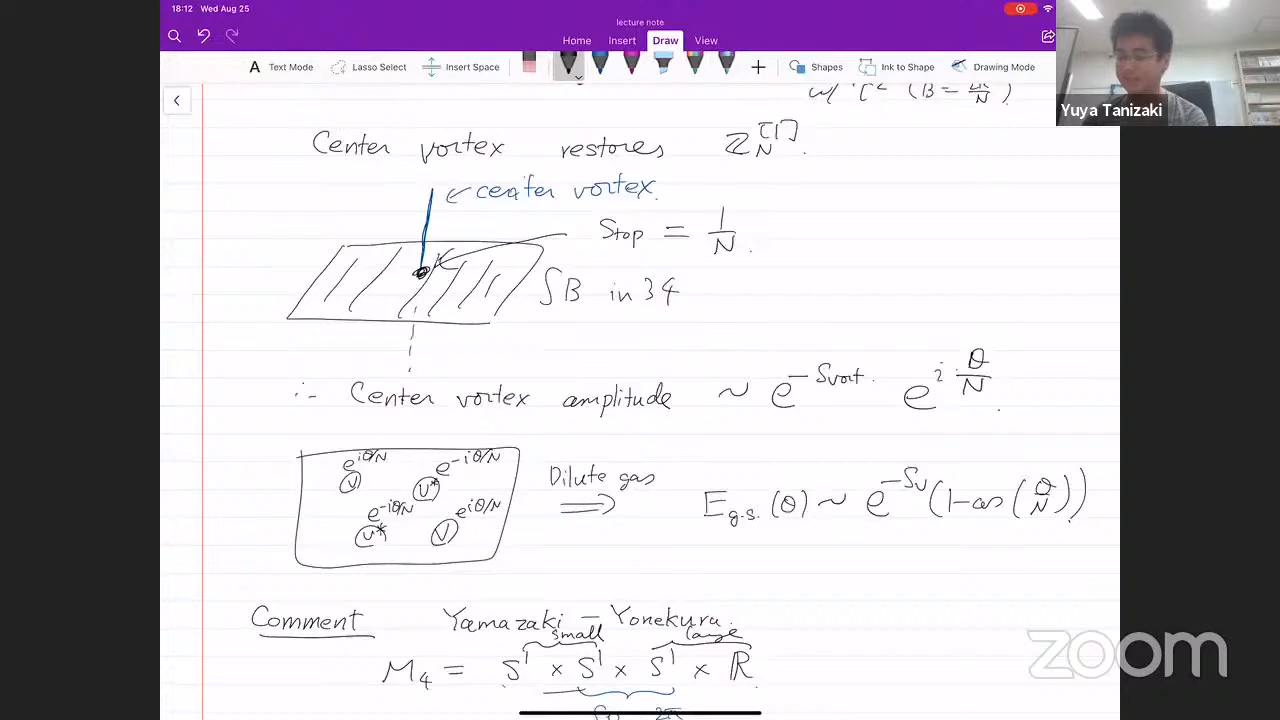 18:12 Wed Aug 25
lecture note
Home Insert Draw View
Text Mode Lasso Select Insert Space Shapes Ink to Shape Drawing Mode
Yuya Tanizaki
Center vortex restores ℤ_N^[1].
← center vortex.
S_top = 1/N.
∫B in 34
∴ Center vortex amplitude ~ e^{-S_vort.} e^{i θ/N}.
e^{iθ/N} e^{-iθ/N}
V V*
e^{-iθ/N} e^{iθ/N}
V* V
Dilute gas
⇒ E_{g.s.}(θ) ~ e^{-S_v}(1-cos(θ/N))
Comment Yamazaki – Yonekura.
small large
M_4 = S^1 × S^1 × S^1 × ℝ.
zoom